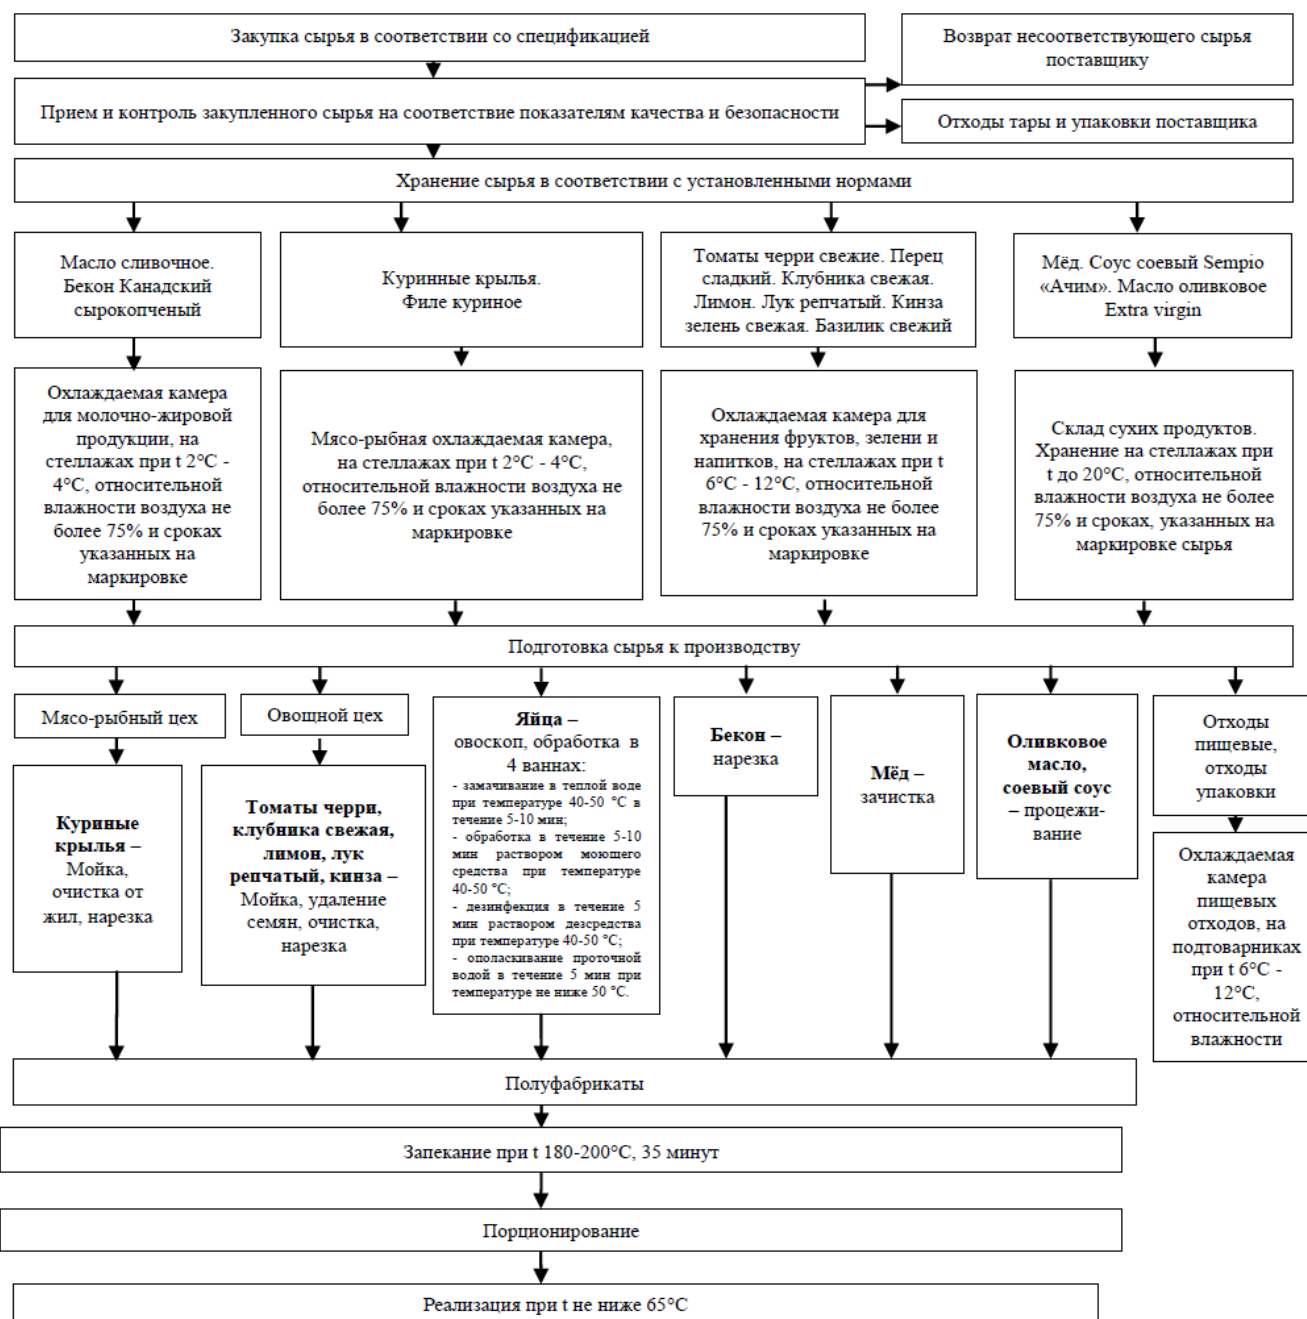 Закупка сырья в соответствии со спецификацией
Возврат несоответствующего сырья
поставщику
Прием и контроль закупленного сырья на соответствие показателям качества и безопасности
Отходы тары и упаковки поставщика
Хранение сырья в соответствии с установленными нормами
Масло сливочное.
Бекон Канадский
сырокопченый
Куринные крылья.
Филе куриное
Томаты черри свежие. Перец
сладкий. Клубника свежая.
Лимон. Лук репчатый. Кинза
зелень свежая. Базилик свежий
Мёд. Соус соевый Sempio
«Ачим». Масло оливковое
Extra virgin
Охлаждаемая камера
для молочно-жировой
продукции, на
стеллажах при t 2°С -
4°С, относительной
влажности воздуха не
более 75% и сроках
указанных на
маркировке
Мясо-рыбная охлаждаемая камера,
на стеллажах при t 2°С - 4°С,
относительной влажности воздуха не
более 75% и сроках указанных на
маркировке
Охлаждаемая камера для
хранения фруктов, зелени и
напитков, на стеллажах при t
6°С - 12°С, относительной
влажности воздуха не более
75% и сроках указанных на
маркировке
Склад сухих продуктов.
Хранение на стеллажах при
t до 20°С, относительной
влажности воздуха не более
75% и сроках, указанных на
маркировке сырья
Подготовка сырья к производству
Мясо-рыбный цех
Куриные
крылья –
Мойка,
очистка от
жил, нарезка
Овощной цех
Томаты черри,
клубника свежая,
лимон, лук
репчатый, кинза –
Мойка, удаление
семян, очистка,
нарезка
Яйца –
овоскоп, обработка в
4 ваннах:
- замачивание в теплой воде
при температуре 40-50 °С в
течение 5-10 мин;
- обработка в течение 5-10
мин раствором моющего
средства при температуре
40-50 °С;
- дезинфекция в течение 5
мин раствором дезсредства
при температуре 40-50 °С;
- ополаскивание проточной
водой в течение 5 мин при
температуре не ниже 50 °С.
Бекон –
нарезка
Мёд –
зачистка
Оливковое
масло,
соевый соус
– процежи-
вание
Отходы
пищевые,
отходы
упаковки
Охлаждаемая
камера
пищевых
отходов, на
подтоварниках
при t 6°С -
12°С,
относительной
влажности
Полуфабрикаты
Запекание при t 180-200°С, 35 минут
Порционирование
Реализация при t не ниже 65°С